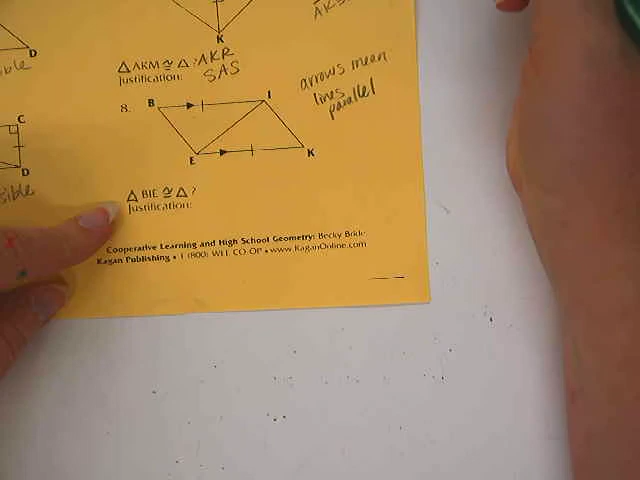 K
D
△ ARM ≅ △ ? AKR
Justification: SAS
8.
B
I
E
K
arrows mean
lines
parallel
C
D
△ BIE ≅ △ ?
Justification:
Cooperative Learning and High School Geometry: Becky Bride
Kagan Publishing • 1 (800) WEE CO-OP • www.KaganOnline.com